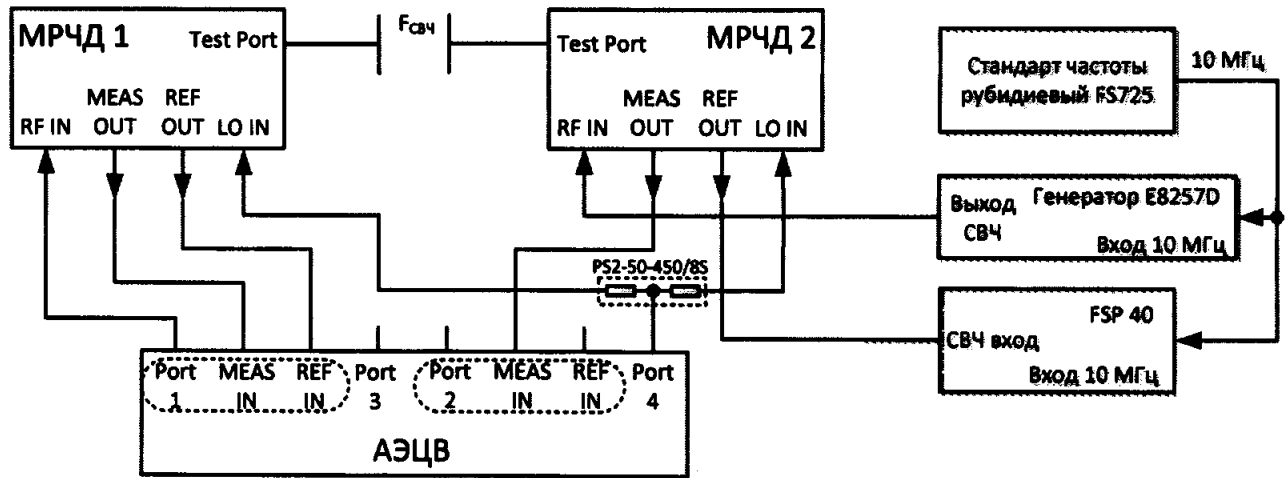 МРЧД 1
Test Port
MEAS OUT
REF OUT
RF IN
LO IN
FСВЧ
МРЧД 2
Test Port
MEAS OUT
REF OUT
RF IN
LO IN
Стандарт частоты
рубидиевый FS725
10 МГц
Генератор E8257D
Выход
СВЧ
Вход 10 МГц
PS2-50-450/8S
FSP 40
СВЧ вход
Вход 10 МГц
Port 1
MEAS IN
REF IN
Port 3
Port 2
MEAS IN
REF IN
Port 4
АЭЦВ